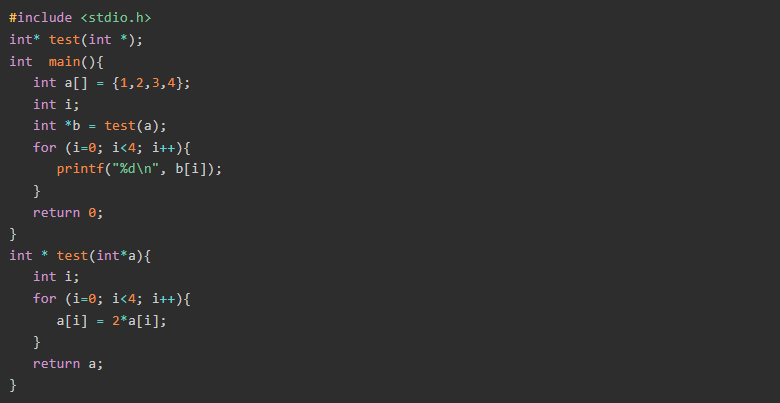 #include <stdio.h>
int* test(int *);
int  main(){
   int a[] = {1,2,3,4};
   int i;
   int *b = test(a);
   for (i=0; i<4; i++){
      printf("%d\n", b[i]);
   }
   return 0;
}
int * test(int*a){
   int i;
   for (i=0; i<4; i++){
      a[i] = 2*a[i];
   }
   return a;
}